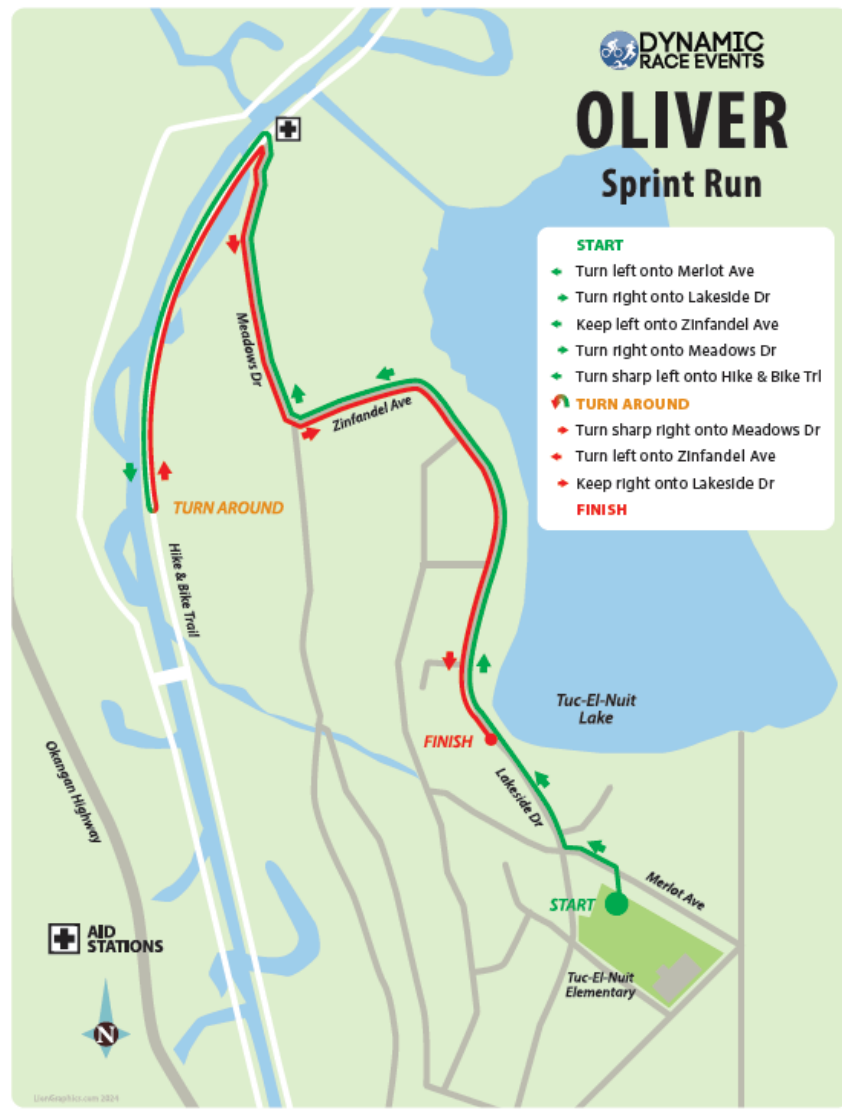 DYNAMIC
RACE EVENTS
OLIVER
Sprint Run
START
Turn left onto Merlot Ave
Turn right onto Lakeside Dr
Keep left onto Zinfandel Ave
Turn right onto Meadows Dr
Turn sharp left onto Hike & Bike Trl
TURN AROUND
Turn sharp right onto Meadows Dr
Turn left onto Zinfandel Ave
Keep right onto Lakeside Dr
FINISH
Meadows Dr
Zinfandel Ave
TURN AROUND
Hike & Bike Trail
Tuc-El-Nuit
Lake
FINISH
Lakeside Dr
Okangan Highway
Merlot Ave
START
AID
STATIONS
Tuc-El-Nuit
Elementary
N
LionGraphics.com 2024